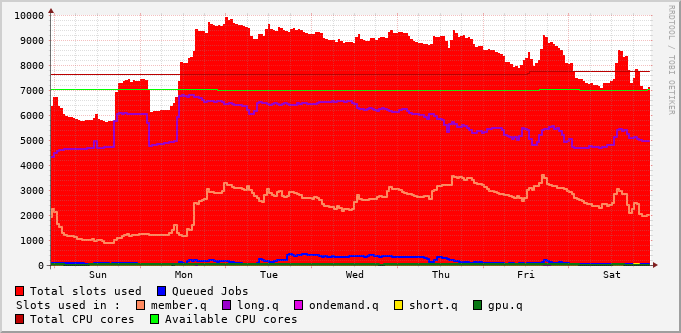 10000
9000
8000
7000
6000
5000
4000
3000
2000
1000
0
Sun Mon Tue Wed Thu Fri Sat
RRDTOOL / TOBI OETIKER
Total slots used Queued Jobs
Slots used in : member.q long.q ondemand.q short.q gpu.q
Total CPU cores Available CPU cores